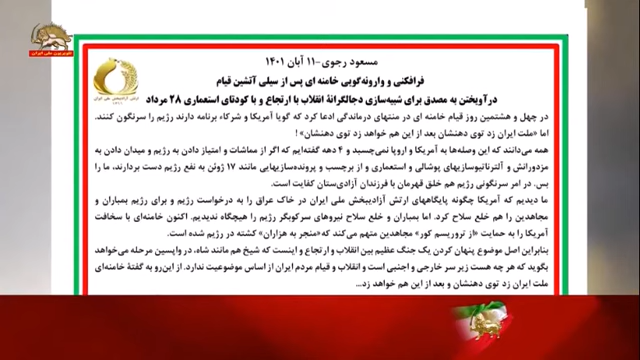 مسعود رجوی-۱۱ آبان ۱۴۰۱
فرافکنی و وارونه‌گویی خامنه ای پس از سیلی آتشین قیام
درآویختن به مصدق برای شبیه‌سازی دجالگرانهٔ انقلاب با ارتجاع و با کودتای استعماری ۲۸ مرداد
در چهل و هشتمین روز قیام خامنه ای در منتهای درماندگی ادعا کرد که گویا آمریکا و شرکاء برنامه دارند رژیم را سرنگون کنند.
اما «ملت ایران زد توی دهنشان بعد از این هم خواهد زد توی دهنشان» !
همه می‌دانند که این وصله‌ها به آمریکا و اروپا نمی‌چسبد و ۴ دهه گفته‌ایم که اگر از مماشات و امتیاز دادن به رژیم و میدان دادن به
مزدورانش و آلترناتیوسازیهای پوشالی و استعماری و از برچسب و پرونده‌سازیهایی مانند ۱۷ ژوئن به نفع رژیم دست بردارند، ما را
بس. در امر سرنگونی رژیم هم خلق قهرمان با فرزندان آزادی‌ستان کفایت است.
ما دیدیم که آمریکا چگونه پایگاههای ارتش آزادیبخش ملی ایران در خاک عراق را به درخواست رژیم و برای رژیم بمباران و
مجاهدین را هم خلع سلاح کرد. اما بمباران و خلع سلاح نیروهای سرکوبگر رژیم را هیچگاه ندیدیم. اکنون خامنه‌ای با سخافت
آمریکا را به حمایت «از تروریسم کور» مجاهدین متهم می‌کند که«منجر به هزاران» کشته در رژیم شده است.
بنابراین اصل موضوع پنهان کردن یک جنگ عظیم بین انقلاب و ارتجاع و اینست که شیخ هم مانند شاه، در واپسین مرحله می‌خواهد
بگوید که هر چه هست زیر سر خارجی و اجنبی است و انقلاب و قیام مردم ایران از اساس موضوعیت ندارد. از این‌رو به گفتهٔ خامنه‌ای
ملت ایران زد توی دهنشان و بعد از این هم خواهد زد...